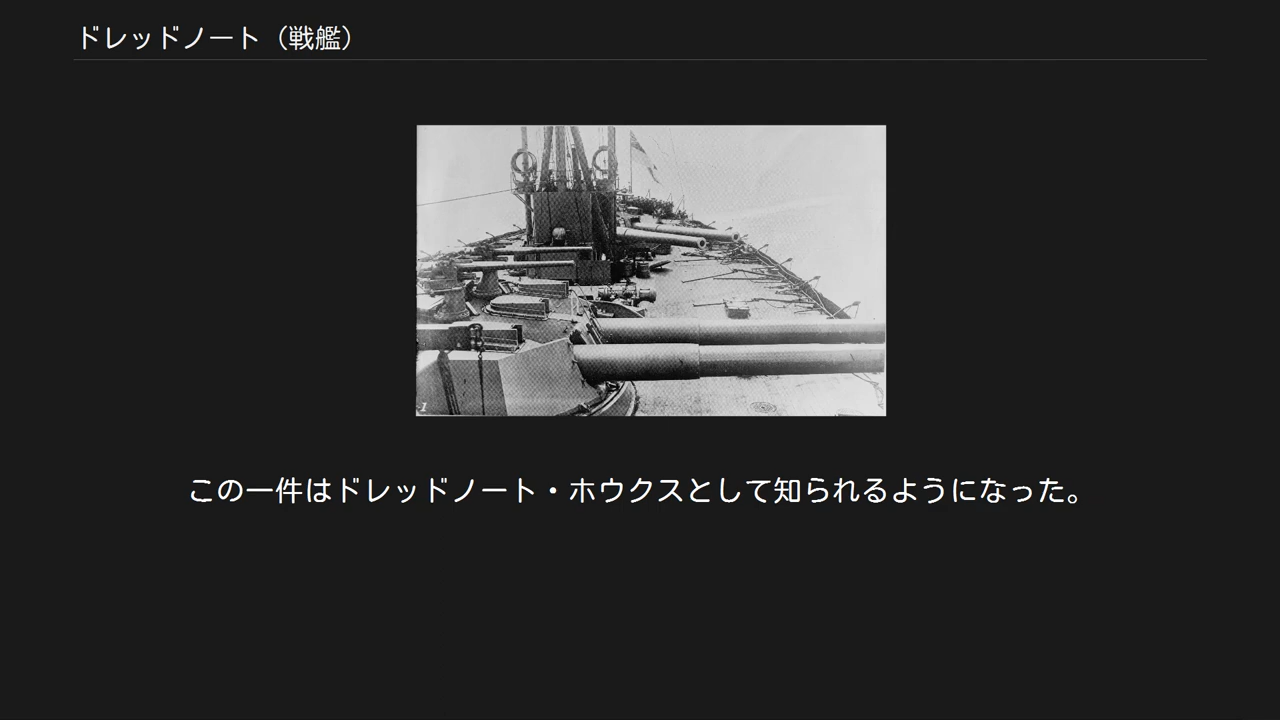 ドレッドノート（戦艦）
1
この一件はドレッドノート・ホウクスとして知られるようになった。